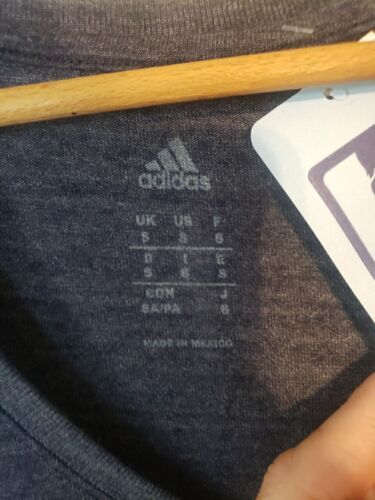 adidas
UK US F
S S S
D I E
S S S
CDN J
SA/PA S
MADE IN MEXICO